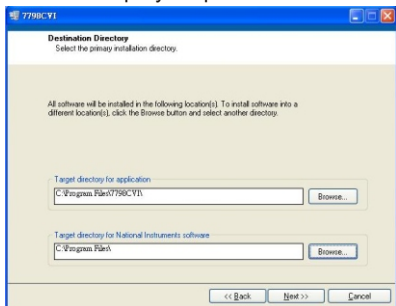 7798CVI
Destination Directory
Select the primary installation directory.
All software will be installed in the following location(s). To install software into a
different location(s), click the Browse button and select another directory.
Target directory for application
C:\Program Files\7798CVI\
Browse...
Target directory for National Instruments software
C:\Program Files\
Browse...
<< Back
Next >>
Cancel